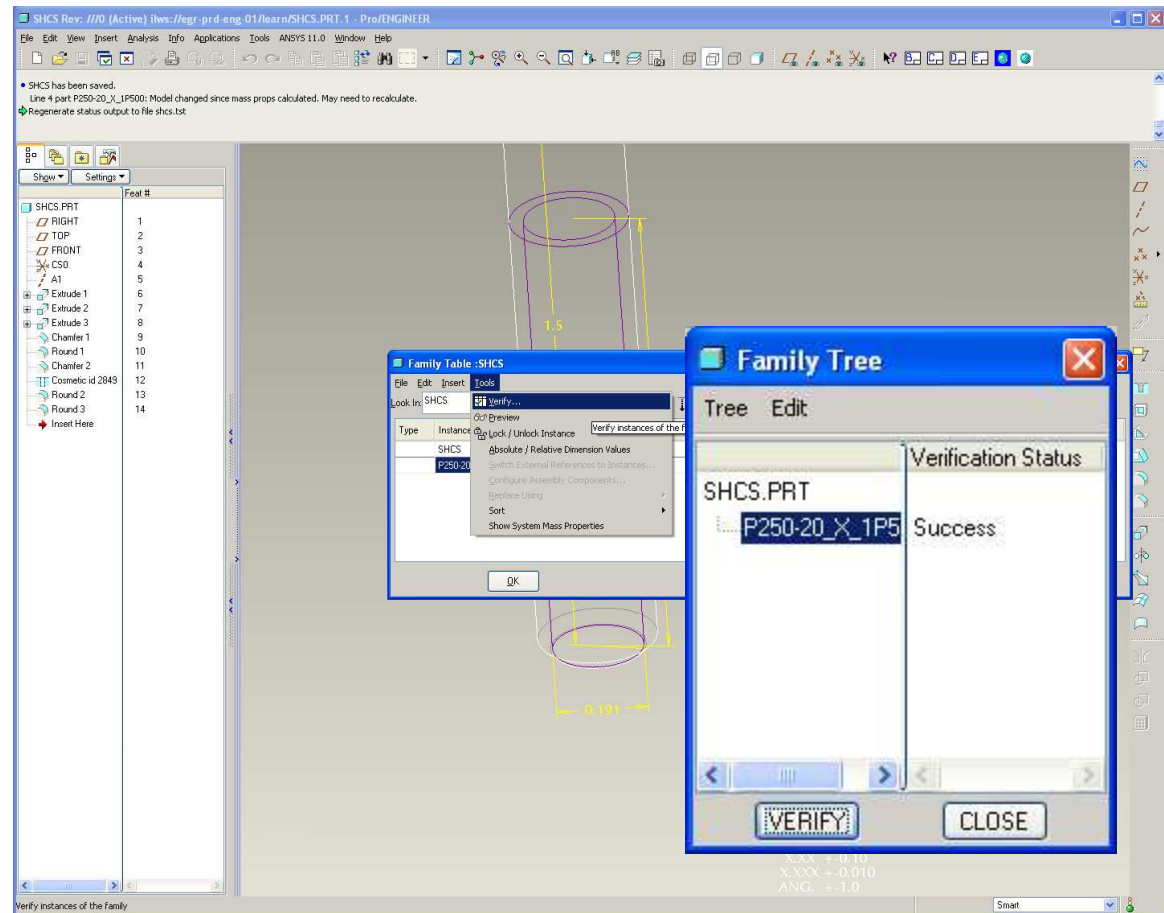 SHCS Rev: ///0 (Active) ilws://egr-prd-eng-01/learn/SHCS.PRT.1 - Pro/ENGINEER
File Edit View Insert Analysis Info Applications Tools ANSYS 11.0 Window Help
SHCS has been saved.
Line 4 part P250-20_X_1P500: Model changed since mass props calculated. May need to recalculate.
Regenerate status output to file shcs.tst
Show Settings
Feat #
SHCS.PRT
RIGHT 1
TOP 2
FRONT 3
CS0 4
A1 5
Extrude 1 6
Extrude 2 7
Extrude 3 8
Chamfer 1 9
Round 1 10
Chamfer 2 11
Cosmetic id 2849 12
Round 2 13
Round 3 14
Insert Here
1.5
Family Table :SHCS
File Edit Insert Tools
Look In: SHCS
Type Instance
SHCS
P250-20
Verify...
Preview
Verify instances of the f
Lock / Unlock Instance
Absolute / Relative Dimension Values
Switch External References to Instances...
Configure Assembly Components...
Replace Using
Sort
Show System Mass Properties
OK
0.191
Family Tree
Tree Edit
Verification Status
SHCS.PRT
P250-20_X_1P5 Success
VERIFY CLOSE
X.XX +-0.10
X.XXX +-0.010
ANG. +-1.0
Verify instances of the family
Smart